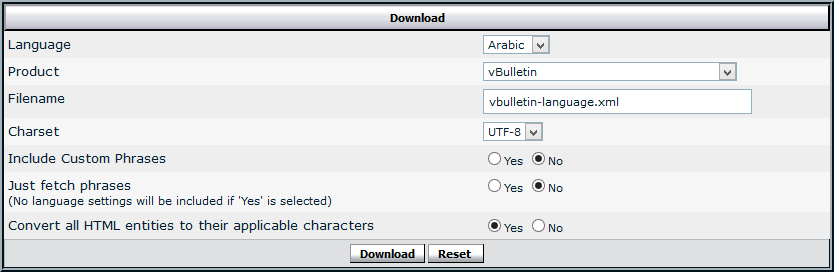 Download
Language Arabic
Product vBulletin
Filename vbulletin-language.xml
Charset UTF-8
Include Custom Phrases Yes No
Just fetch phrases Yes No
(No language settings will be included if 'Yes' is selected)
Convert all HTML entities to their applicable characters Yes No
Download Reset